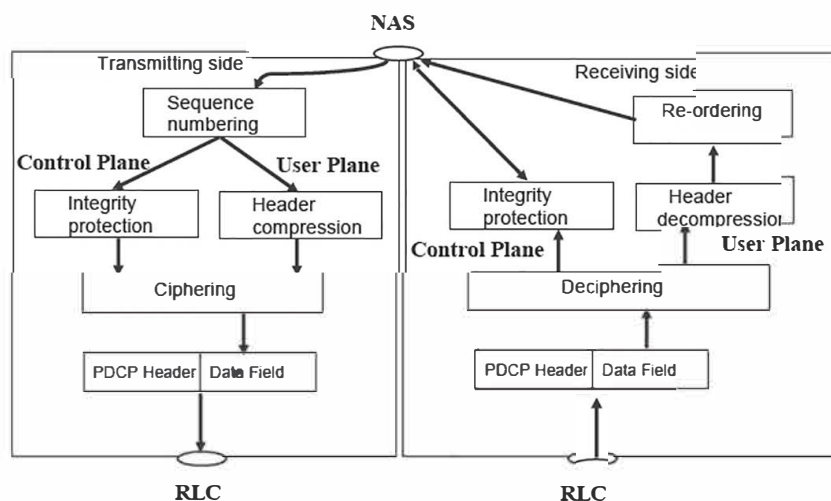 NAS
Transmitting side
Sequence
numbering
Control Plane
User Plane
Integrity
protection
Header
compression
Ciphering
PDCP Header
Data Field
RLC
Receiving side
Re-ordering
Integrity
protection
Header
decompression
Control Plane
User Plane
Deciphering
PDCP Header
Data Field
RLC